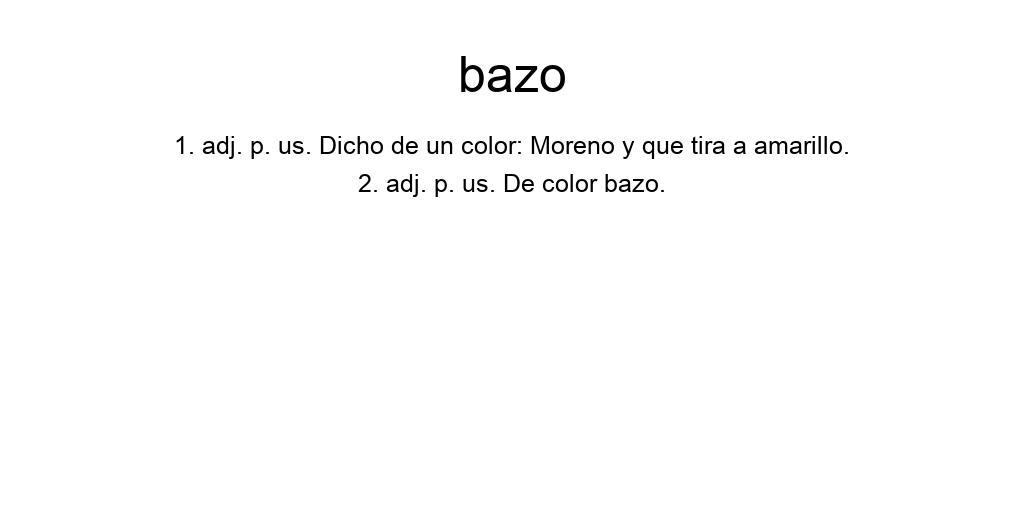 bazo
1. adj. p. us. Dicho de un color: Moreno y que tira a amarillo.
2. adj. p. us. De color bazo.